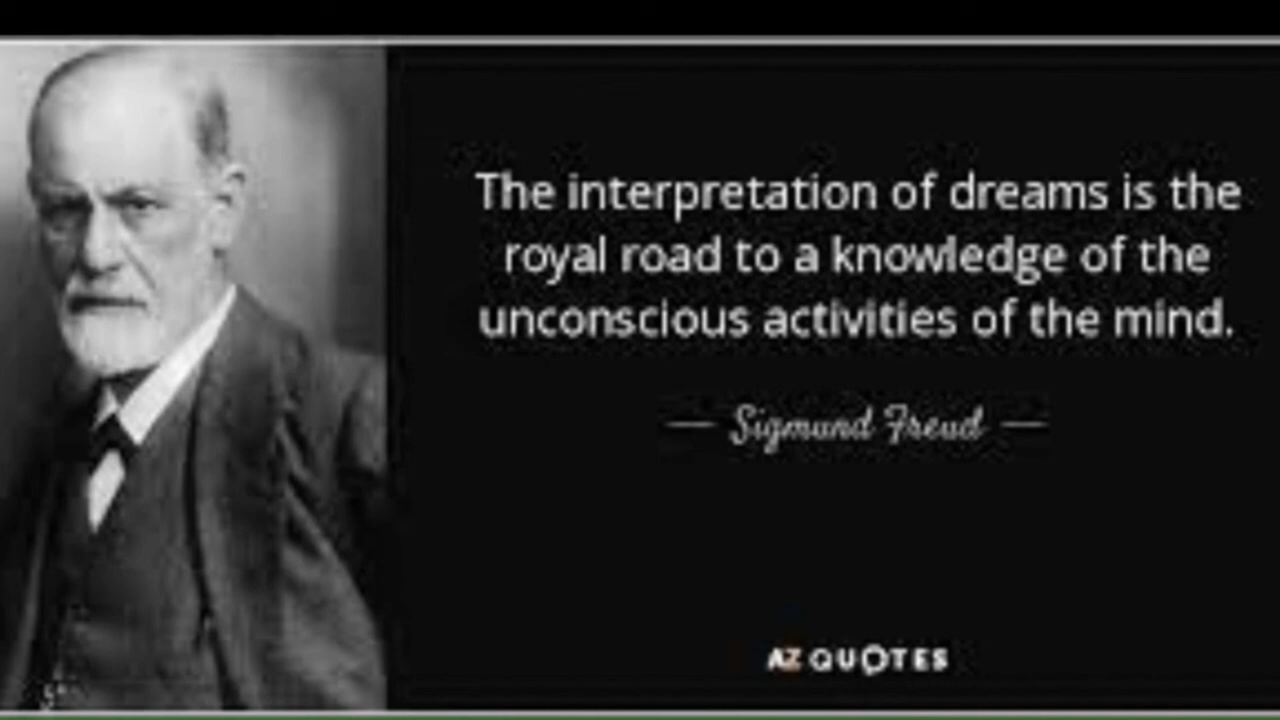 The interpretation of dreams is the
royal road to a knowledge of the
unconscious activities of the mind.
— Sigmund Freud —
AZ QUOTES